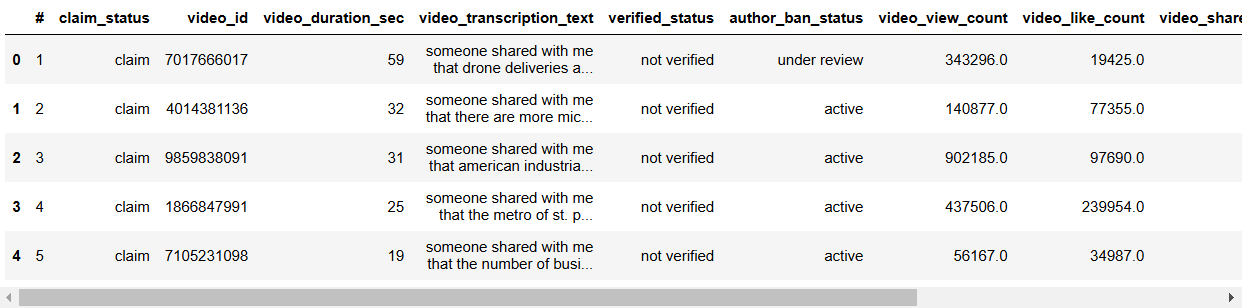 # claim_status video_id video_duration_sec video_transcription_text verified_status author_ban_status video_view_count video_like_count video_share
0 1 claim 7017666017 59 someone shared with me that drone deliveries a... not verified under review 343296.0 19425.0
1 2 claim 4014381136 32 someone shared with me that there are more mic... not verified active 140877.0 77355.0
2 3 claim 9859838091 31 someone shared with me that american industria... not verified active 902185.0 97690.0
3 4 claim 1866847991 25 someone shared with me that the metro of st. p... not verified active 437506.0 239954.0
4 5 claim 7105231098 19 someone shared with me that the number of busi... not verified active 56167.0 34987.0